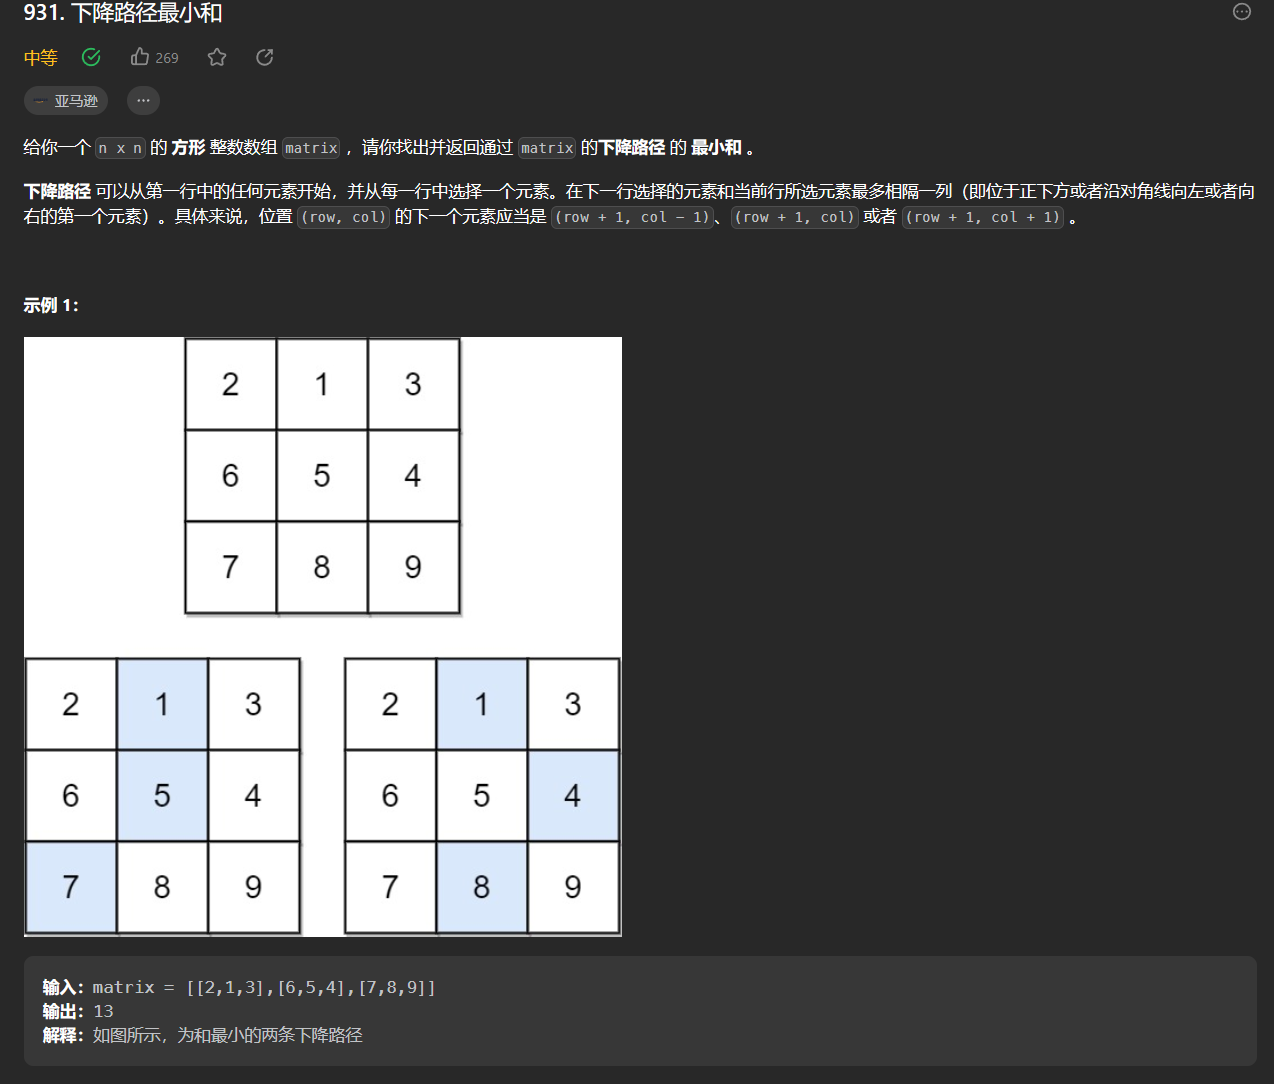 931. 下降路径最小和
中等 269
亚马逊 ...
给你一个 n x n 的 方形 整数数组 matrix ，请你找出并返回通过 matrix 的下降路径 的 最小和 。
下降路径 可以从第一行中的任何元素开始，并从每一行中选择一个元素。在下一行选择的元素和当前行所选元素最多相隔一列（即位于正下方或者沿对角线向左或者向
右的第一个元素）。具体来说，位置 (row, col) 的下一个元素应当是 (row + 1, col - 1)、(row + 1, col) 或者 (row + 1, col + 1) 。
示例 1：
2 1 3
6 5 4
7 8 9
2 1 3
6 5 4
7 8 9
2 1 3
6 5 4
7 8 9
输入：matrix = [[2,1,3],[6,5,4],[7,8,9]]
输出：13
解释：如图所示，为和最小的两条下降路径